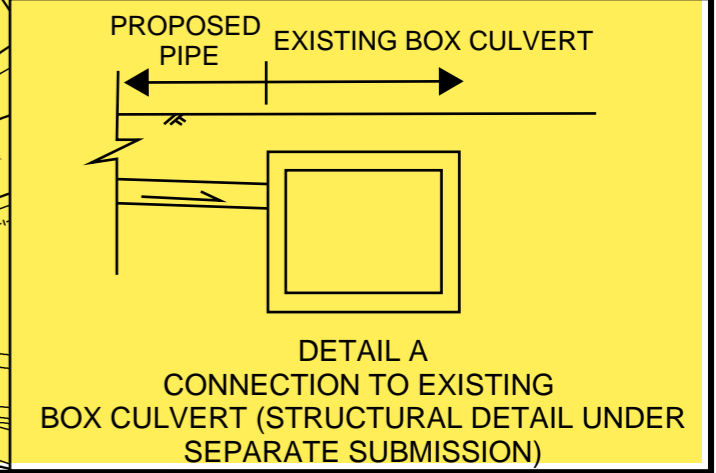 PROPOSED
PIPE
EXISTING BOX CULVERT
DETAIL A
CONNECTION TO EXISTING
BOX CULVERT (STRUCTURAL DETAIL UNDER
SEPARATE SUBMISSION)